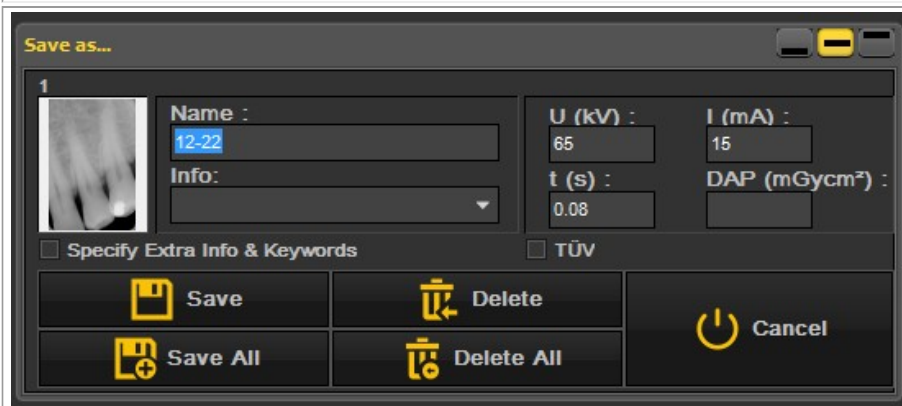 Save as...
1
Name :
12-22
Info:
U (kV) :
65
I (mA) :
15
t (s) :
0.08
DAP (mGycm²) :
Specify Extra Info & Keywords
TÜV
Save
Delete
Cancel
Save All
Delete All